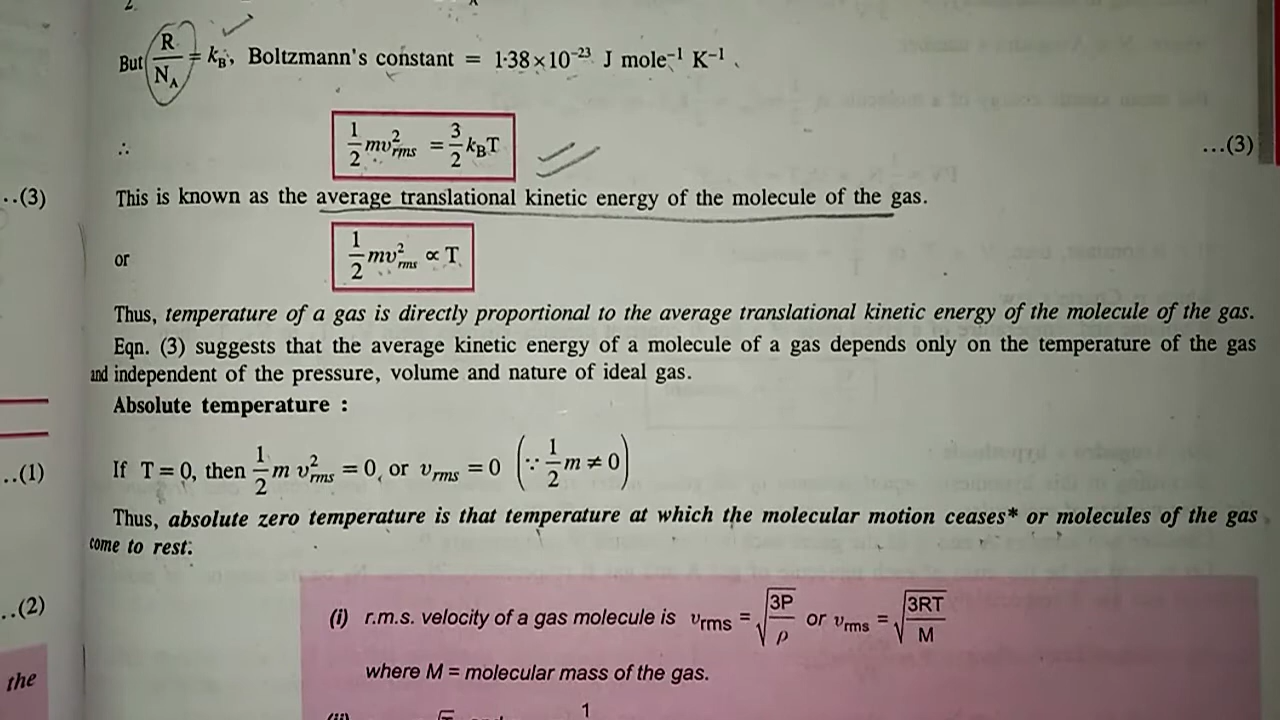 2.
But R/N_A = k_B, Boltzmann's constant = 1·38×10⁻²³ J mole⁻¹ K⁻¹.
∴ 1/2 mv²_rms = 3/2 k_BT ...(3)
..(3)
This is known as the average translational kinetic energy of the molecule of the gas.
or 1/2 mv²_rms ∝ T
Thus, temperature of a gas is directly proportional to the average translational kinetic energy of the molecule of the gas.
Eqn. (3) suggests that the average kinetic energy of a molecule of a gas depends only on the temperature of the gas
and independent of the pressure, volume and nature of ideal gas.
Absolute temperature :
..(1)
If T = 0, then 1/2 m v²_rms = 0, or v_rms = 0 (∵ 1/2 m ≠ 0)
Thus, absolute zero temperature is that temperature at which the molecular motion ceases* or molecules of the gas
come to rest.
..(2)
(i) r.m.s. velocity of a gas molecule is v_rms = √(3P/ρ) or v_rms = √(3RT/M)
where M = molecular mass of the gas.
the